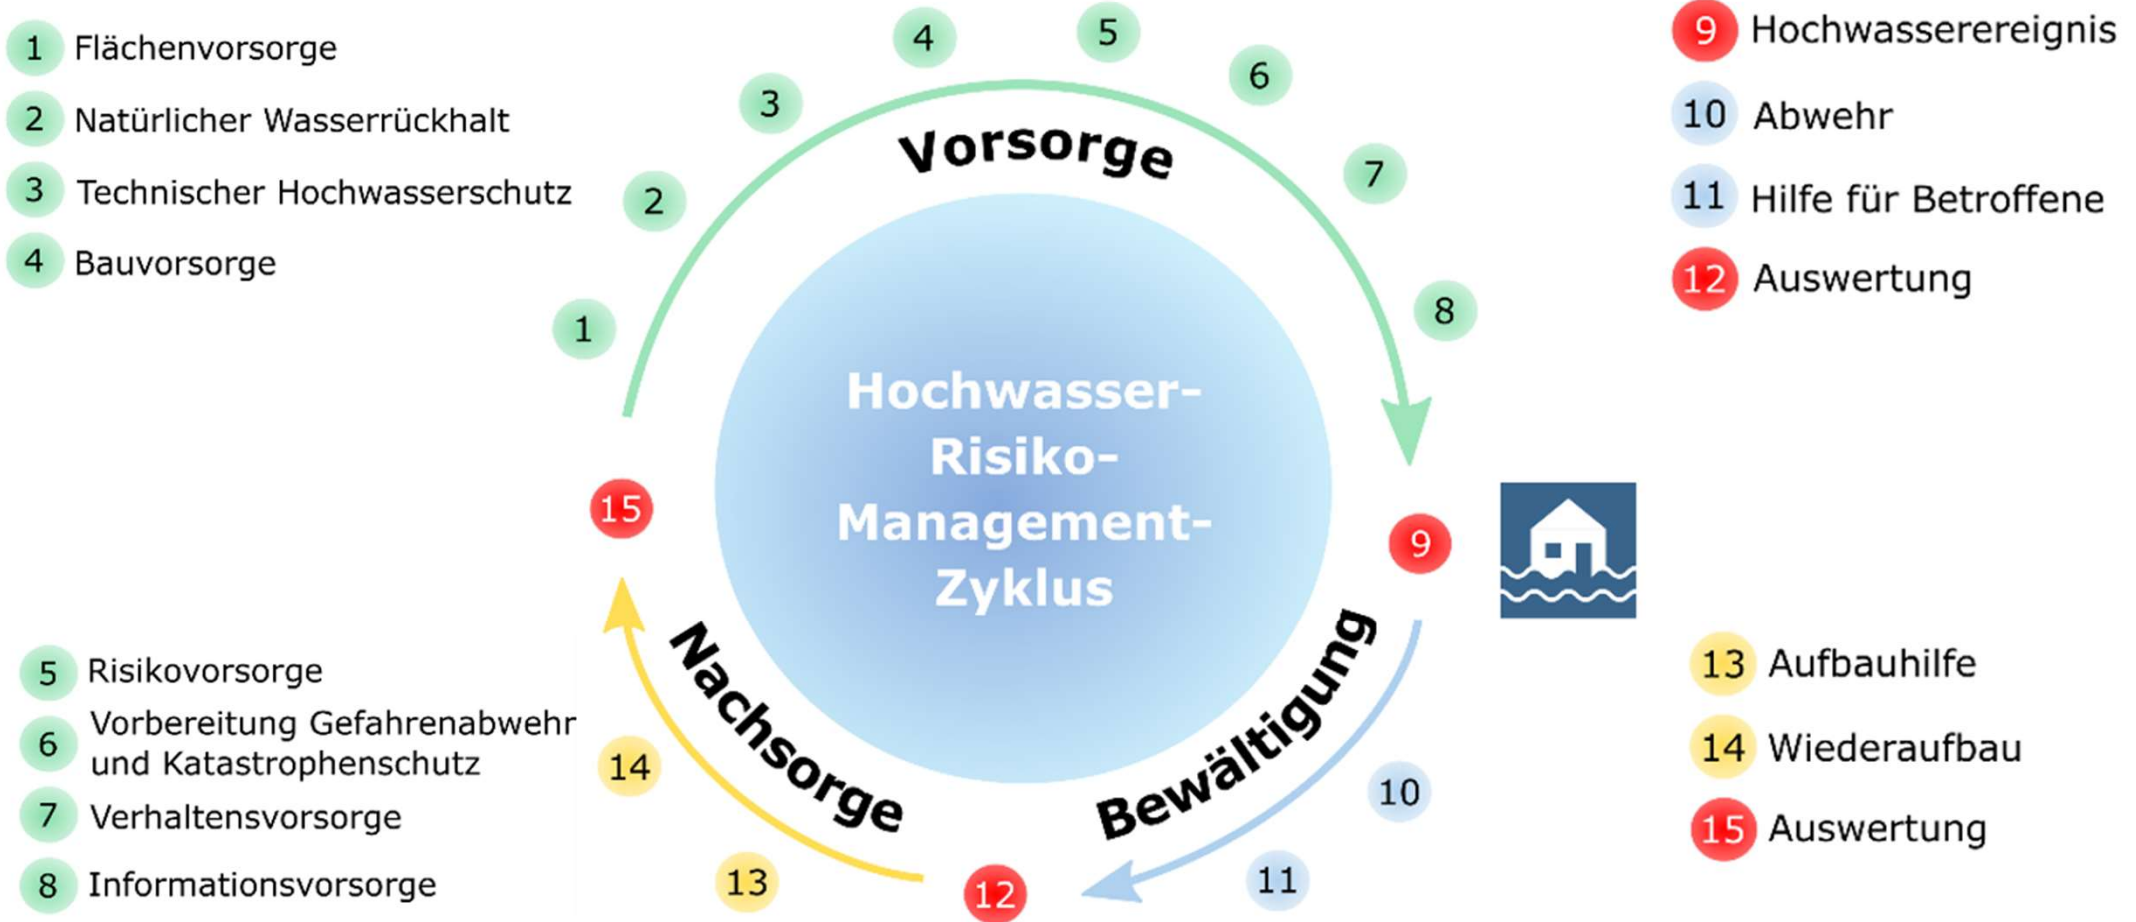 1 Flächenvorsorge
2 Natürlicher Wasserrückhalt
3 Technischer Hochwasserschutz
4 Bauvorsorge
5 Risikovorsorge
6 Vorbereitung Gefahrenabwehr
und Katastrophenschutz
7 Verhaltensvorsorge
8 Informationsvorsorge
1
2
3
4
5
6
7
8
Vorsorge
Hochwasser-
Risiko-
Management-
Zyklus
9
Bewältigung
10
11
12
Nachsorge
13
14
15
9 Hochwasserereignis
10 Abwehr
11 Hilfe für Betroffene
12 Auswertung
13 Aufbauhilfe
14 Wiederaufbau
15 Auswertung